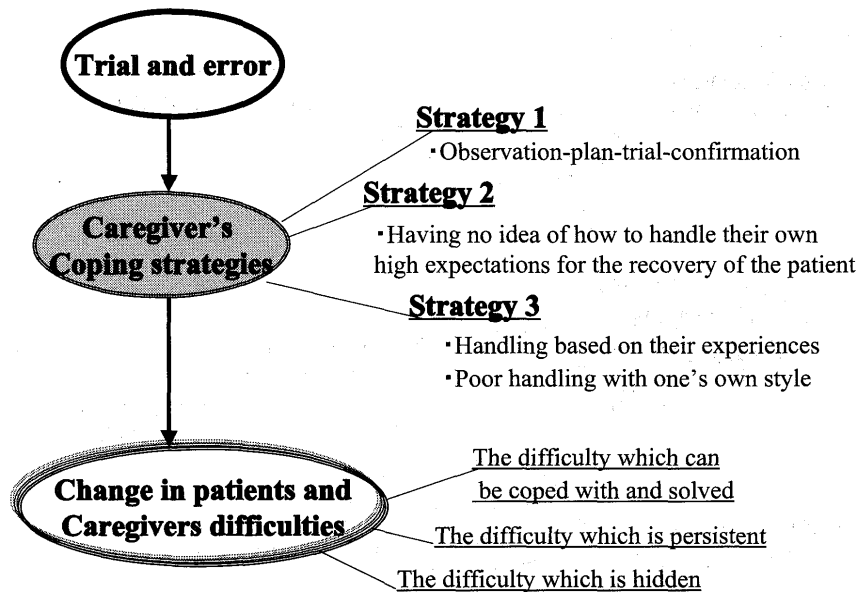 Trial and error
Strategy 1
・Observation-plan-trial-confirmation
Strategy 2
・Having no idea of how to handle their own
high expectations for the recovery of the patient
Caregiver's
Coping strategies
Strategy 3
・Handling based on their experiences
・Poor handling with one's own style
Change in patients and
Caregivers difficulties
The difficulty which can
be coped with and solved
The difficulty which is persistent
The difficulty which is hidden